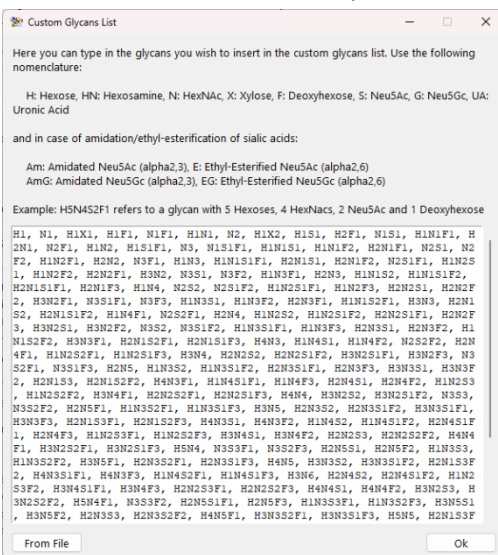 Custom Glycans List
Here you can type in the glycans you wish to insert in the custom glycans list. Use the following
nomenclature:
H: Hexose, HN: Hexosamine, N: HexNAc, X: Xylose, F: Deoxyhexose, S: Neu5Ac, G: Neu5Gc, UA:
Uronic Acid
and in case of amidation/ethyl-esterification of sialic acids:
Am: Amidated Neu5Ac (alpha2,3), E: Ethyl-Esterified Neu5Ac (alpha2,6)
AmG: Amidated Neu5Gc (alpha2,3), EG: Ethyl-Esterified Neu5Gc (alpha2,6)
Example: H5N4S2F1 refers to a glycan with 5 Hexoses, 4 HexNacs, 2 Neu5Ac and 1 Deoxyhexose
H1, N1, H1X1, H1F1, N1F1, H1N1, N2, H1X2, H1S1, H2F1, N1S1, H1N1F1, H
2N1, N2F1, H1N2, H1S1F1, N3, N1S1F1, H1N1S1, H1N1F2, H2N1F1, N2S1, N2
F2, H1N2F1, H2N2, N3F1, H1N3, H1N1S1F1, H2N1S1, H2N1F2, N2S1F1, H1N2S
1, H1N2F2, H2N2F1, H3N2, N3S1, N3F2, H1N3F1, H2N3, H1N1S2, H1N1S1F2,
H2N1S1F1, H2N1F3, H1N4, N2S2, N2S1F2, H1N2S1F1, H1N2F3, H2N2S1, H2N2F
2, H3N2F1, N3S1F1, N3F3, H1N3S1, H1N3F2, H2N3F1, H1N1S2F1, H3N3, H2N1
S2, H2N1S1F2, H1N4F1, N2S2F1, H2N4, H1N2S2, H1N2S1F2, H2N2S1F1, H2N2F
3, H3N2S1, H3N2F2, N3S2, N3S1F2, H1N3S1F1, H1N3F3, H2N3S1, H2N3F2, H1
N1S2F2, H3N3F1, H2N1S2F1, H2N1S1F3, H4N3, H1N4S1, H1N4F2, N2S2F2, H2N
4F1, H1N2S2F1, H1N2S1F3, H3N4, H2N2S2, H2N2S1F2, H3N2S1F1, H3N2F3, N3
S2F1, N3S1F3, H2N5, H1N3S2, H1N3S1F2, H2N3S1F1, H2N3F3, H3N3S1, H3N3F
2, H2N1S3, H2N1S2F2, H4N3F1, H1N4S1F1, H1N4F3, H2N4S1, H2N4F2, H1N2S3
, H1N2S2F2, H3N4F1, H2N2S2F1, H2N2S1F3, H4N4, H3N2S2, H3N2S1F2, N3S3,
N3S2F2, H2N5F1, H1N3S2F1, H1N3S1F3, H3N5, H2N3S2, H2N3S1F2, H3N3S1F1,
H3N3F3, H2N1S3F1, H2N1S2F3, H4N3S1, H4N3F2, H1N4S2, H1N4S1F2, H2N4S1F
1, H2N4F3, H1N2S3F1, H1N2S2F3, H3N4S1, H3N4F2, H2N2S3, H2N2S2F2, H4N4
F1, H3N2S2F1, H3N2S1F3, H5N4, N3S3F1, N3S2F3, H2N5S1, H2N5F2, H1N3S3,
H1N3S2F2, H3N5F1, H2N3S2F1, H2N3S1F3, H4N5, H3N3S2, H3N3S1F2, H2N1S3F
2, H4N3S1F1, H4N3F3, H1N4S2F1, H1N4S1F3, H3N6, H2N4S2, H2N4S1F2, H1N2
S3F2, H3N4S1F1, H3N4F3, H2N2S3F1, H2N2S2F3, H4N4S1, H4N4F2, H3N2S3, H
3N2S2F2, H5N4F1, N3S3F2, H2N5S1F1, H2N5F3, H1N3S3F1, H1N3S2F3, H3N5S1
, H3N5F2, H2N3S3, H2N3S2F2, H4N5F1, H3N3S2F1, H3N3S1F3, H5N5, H2N1S3F
From File
Ok